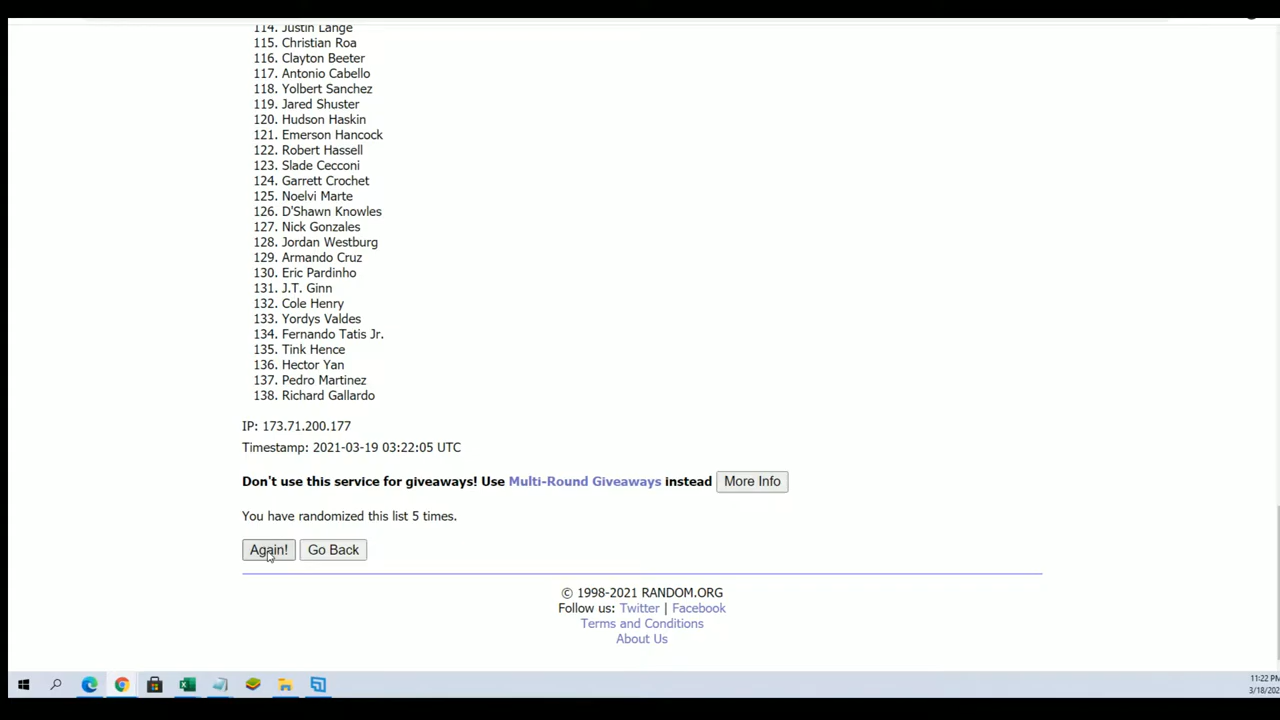 114. Justin Lange
115. Christian Roa
116. Clayton Beeter
117. Antonio Cabello
118. Yolbert Sanchez
119. Jared Shuster
120. Hudson Haskin
121. Emerson Hancock
122. Robert Hassell
123. Slade Cecconi
124. Garrett Crochet
125. Noelvi Marte
126. D'Shawn Knowles
127. Nick Gonzales
128. Jordan Westburg
129. Armando Cruz
130. Eric Pardinho
131. J.T. Ginn
132. Cole Henry
133. Yordys Valdes
134. Fernando Tatis Jr.
135. Tink Hence
136. Hector Yan
137. Pedro Martinez
138. Richard Gallardo
IP: 173.71.200.177
Timestamp: 2021-03-19 03:22:05 UTC
Don't use this service for giveaways! Use Multi-Round Giveaways instead More Info
You have randomized this list 5 times.
Again! Go Back
© 1998-2021 RANDOM.ORG
Follow us: Twitter | Facebook
Terms and Conditions
About Us
11:22 PM
3/18/202